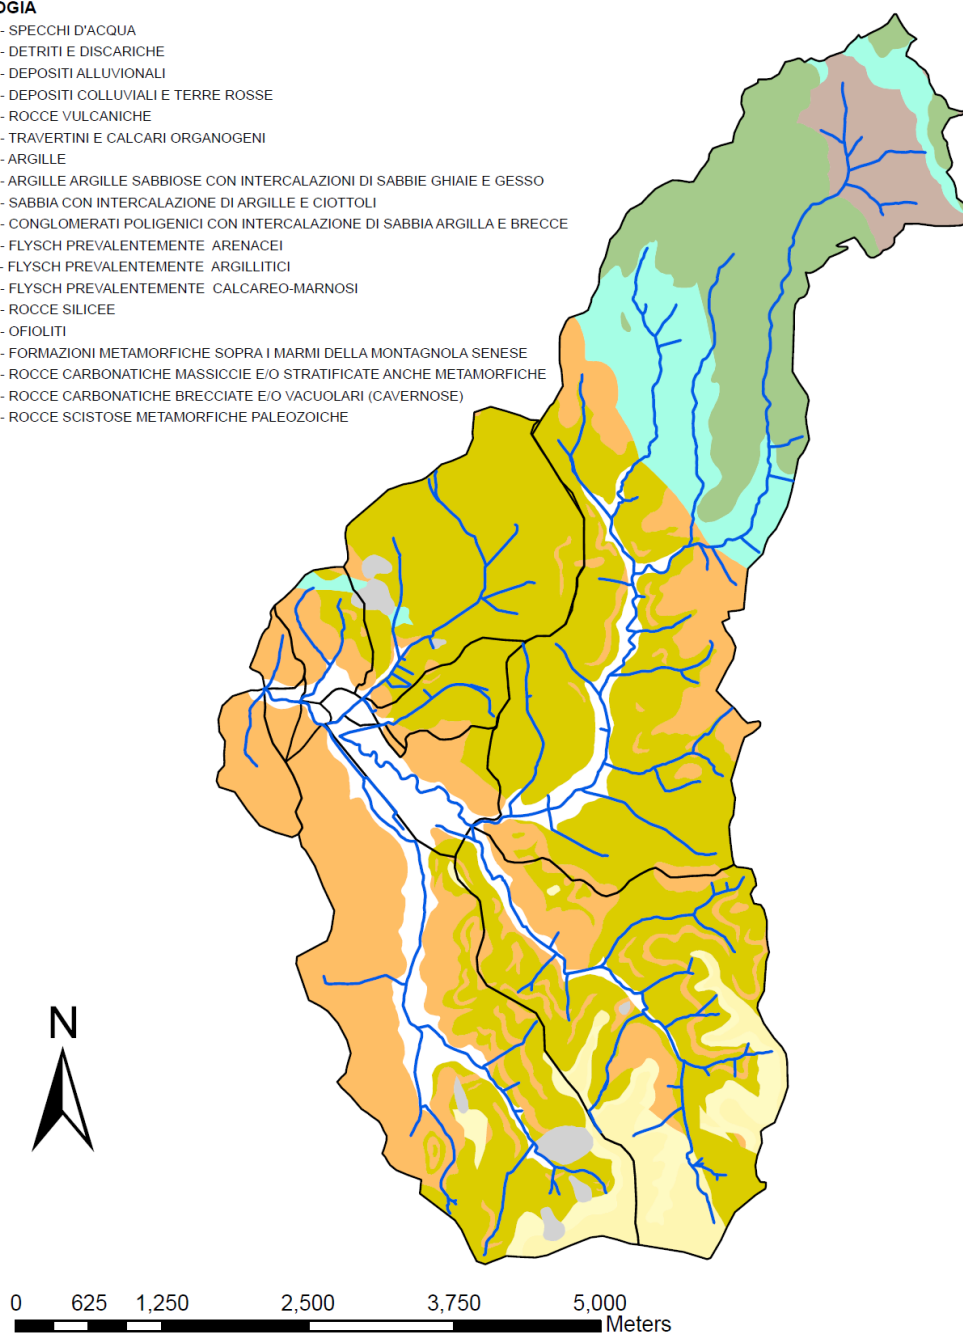 OGIA
- SPECCHI D'ACQUA
- DETRITI E DISCARICHE
- DEPOSITI ALLUVIONALI
- DEPOSITI COLLUVIALI E TERRE ROSSE
- ROCCE VULCANICHE
- TRAVERTINI E CALCARI ORGANOGENI
- ARGILLE
- ARGILLE ARGILLE SABBIOSE CON INTERCALAZIONI DI SABBIE GHIAIE E GESSO
- SABBIA CON INTERCALAZIONE DI ARGILLE E CIOTTOLI
- CONGLOMERATI POLIGENICI CON INTERCALAZIONE DI SABBIA ARGILLA E BRECCE
- FLYSCH PREVALENTEMENTE ARENACEI
- FLYSCH PREVALENTEMENTE ARGILLITICI
- FLYSCH PREVALENTEMENTE CALCAREO-MARNOSI
- ROCCE SILICEE
- OFIOLITI
- FORMAZIONI METAMORFICHE SOPRA I MARMI DELLA MONTAGNOLA SENESE
- ROCCE CARBONATICHE MASSICCIE E/O STRATIFICATE ANCHE METAMORFICHE
- ROCCE CARBONATICHE BRECCIATE E/O VACUOLARI (CAVERNOSE)
- ROCCE SCISTOSE METAMORFICHE PALEOZOICHE
N
0 625 1,250 2,500 3,750 5,000
Meters